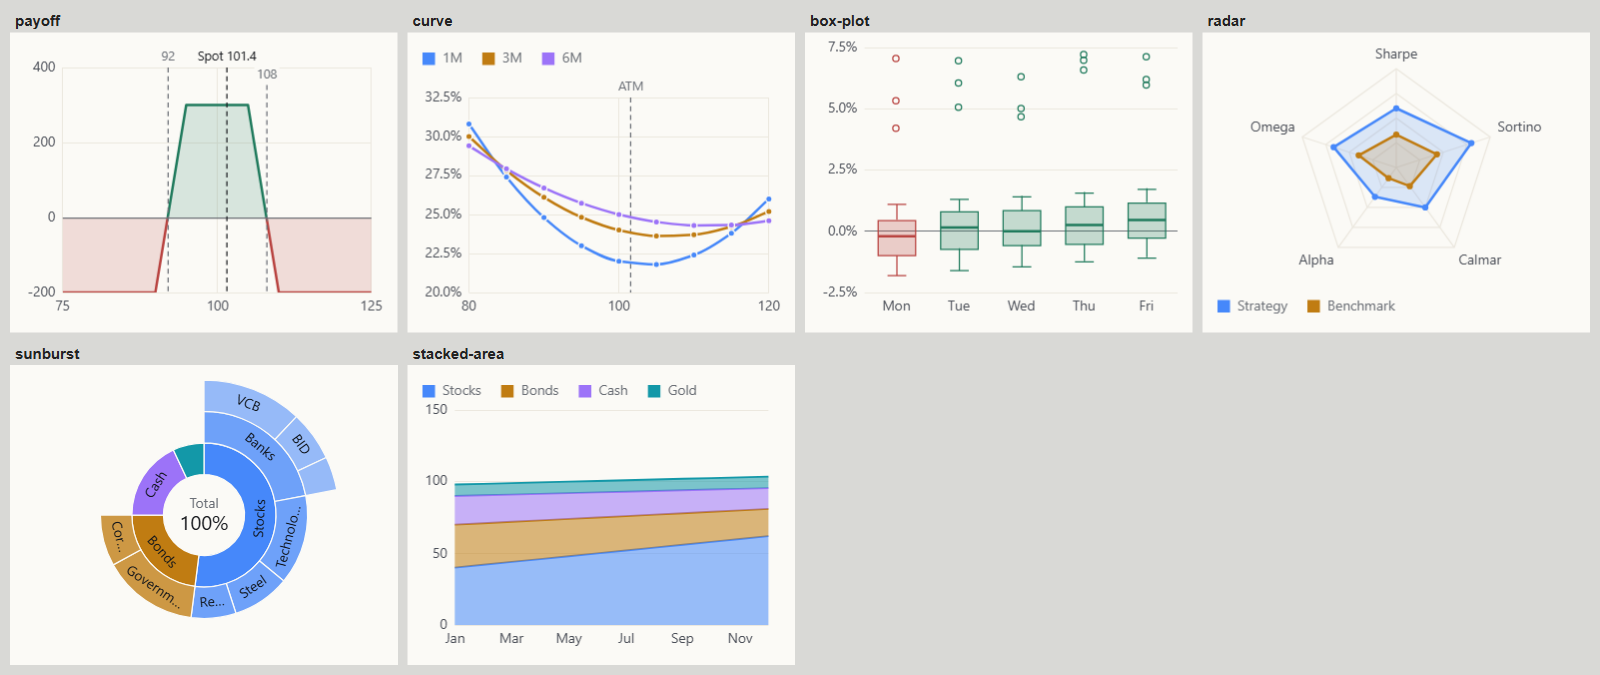 payoff
92
Spot 101.4
108
400
200
0
-200
75
100
125
curve
1M
3M
6M
ATM
32.5%
30.0%
27.5%
25.0%
22.5%
20.0%
80
100
120
box-plot
7.5%
5.0%
2.5%
0.0%
-2.5%
Mon
Tue
Wed
Thu
Fri
radar
Sharpe
Omega
Sortino
Alpha
Calmar
Strategy
Benchmark
sunburst
VCB
Banks
BID
Cash
Total
100%
Stocks
Technolo...
Cor...
Bonds
Governm...
Re...
Steel
stacked-area
Stocks
Bonds
Cash
Gold
150
100
50
0
Jan
Mar
May
Jul
Sep
Nov